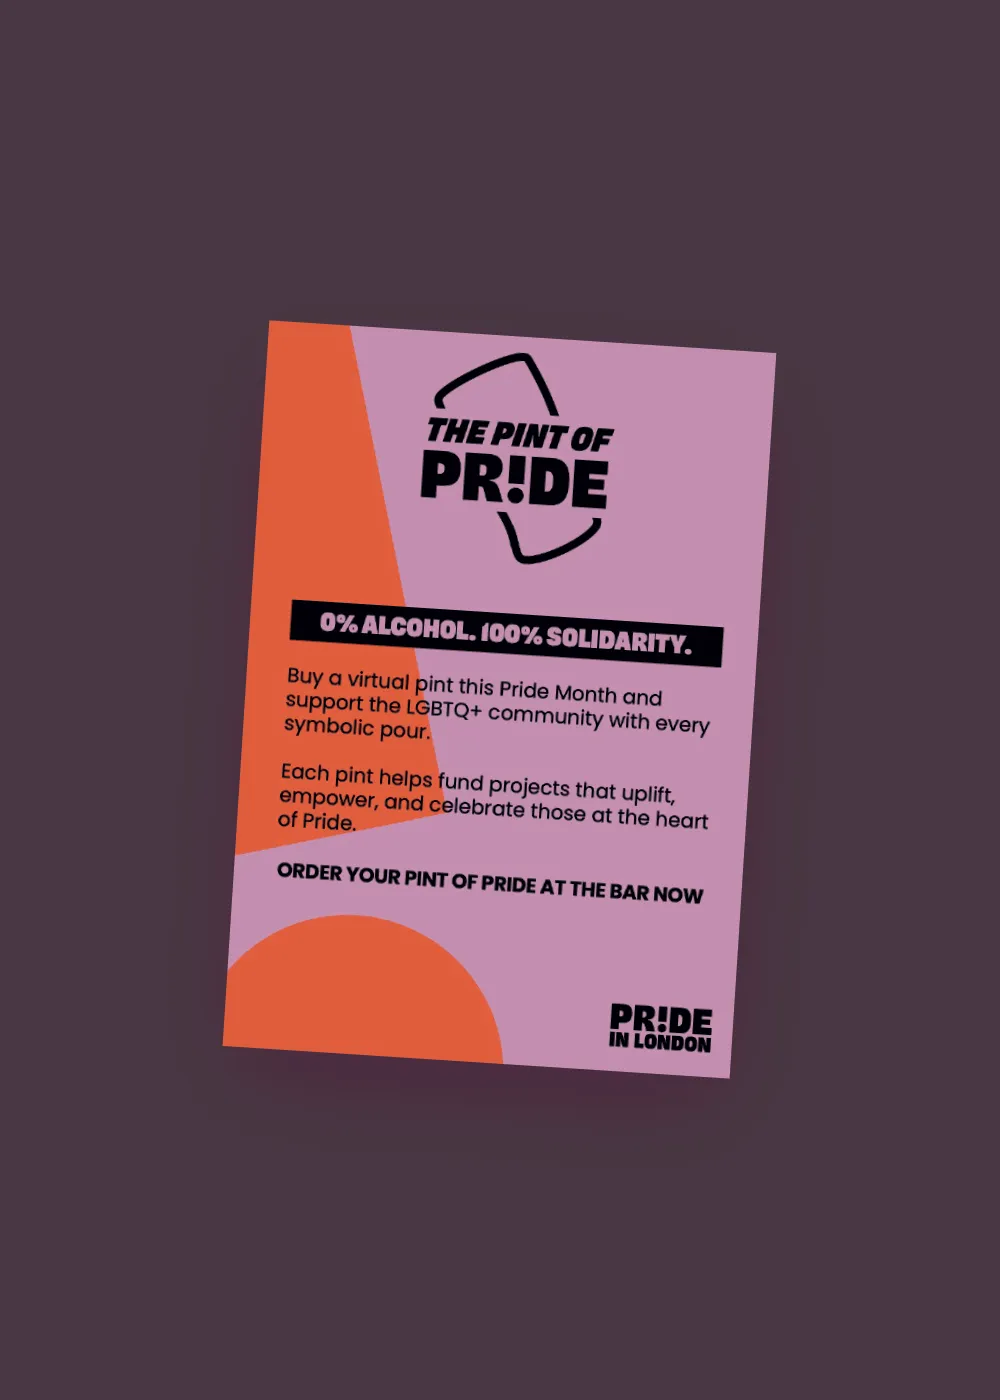 THE PINT OF
PR!DE
0% ALCOHOL. 100% SOLIDARITY.
Buy a virtual pint this Pride Month and
support the LGBTQ+ community with every
symbolic pour.
Each pint helps fund projects that uplift,
empower, and celebrate those at the heart
of Pride.
ORDER YOUR PINT OF PRIDE AT THE BAR NOW
PR!DE
IN LONDON